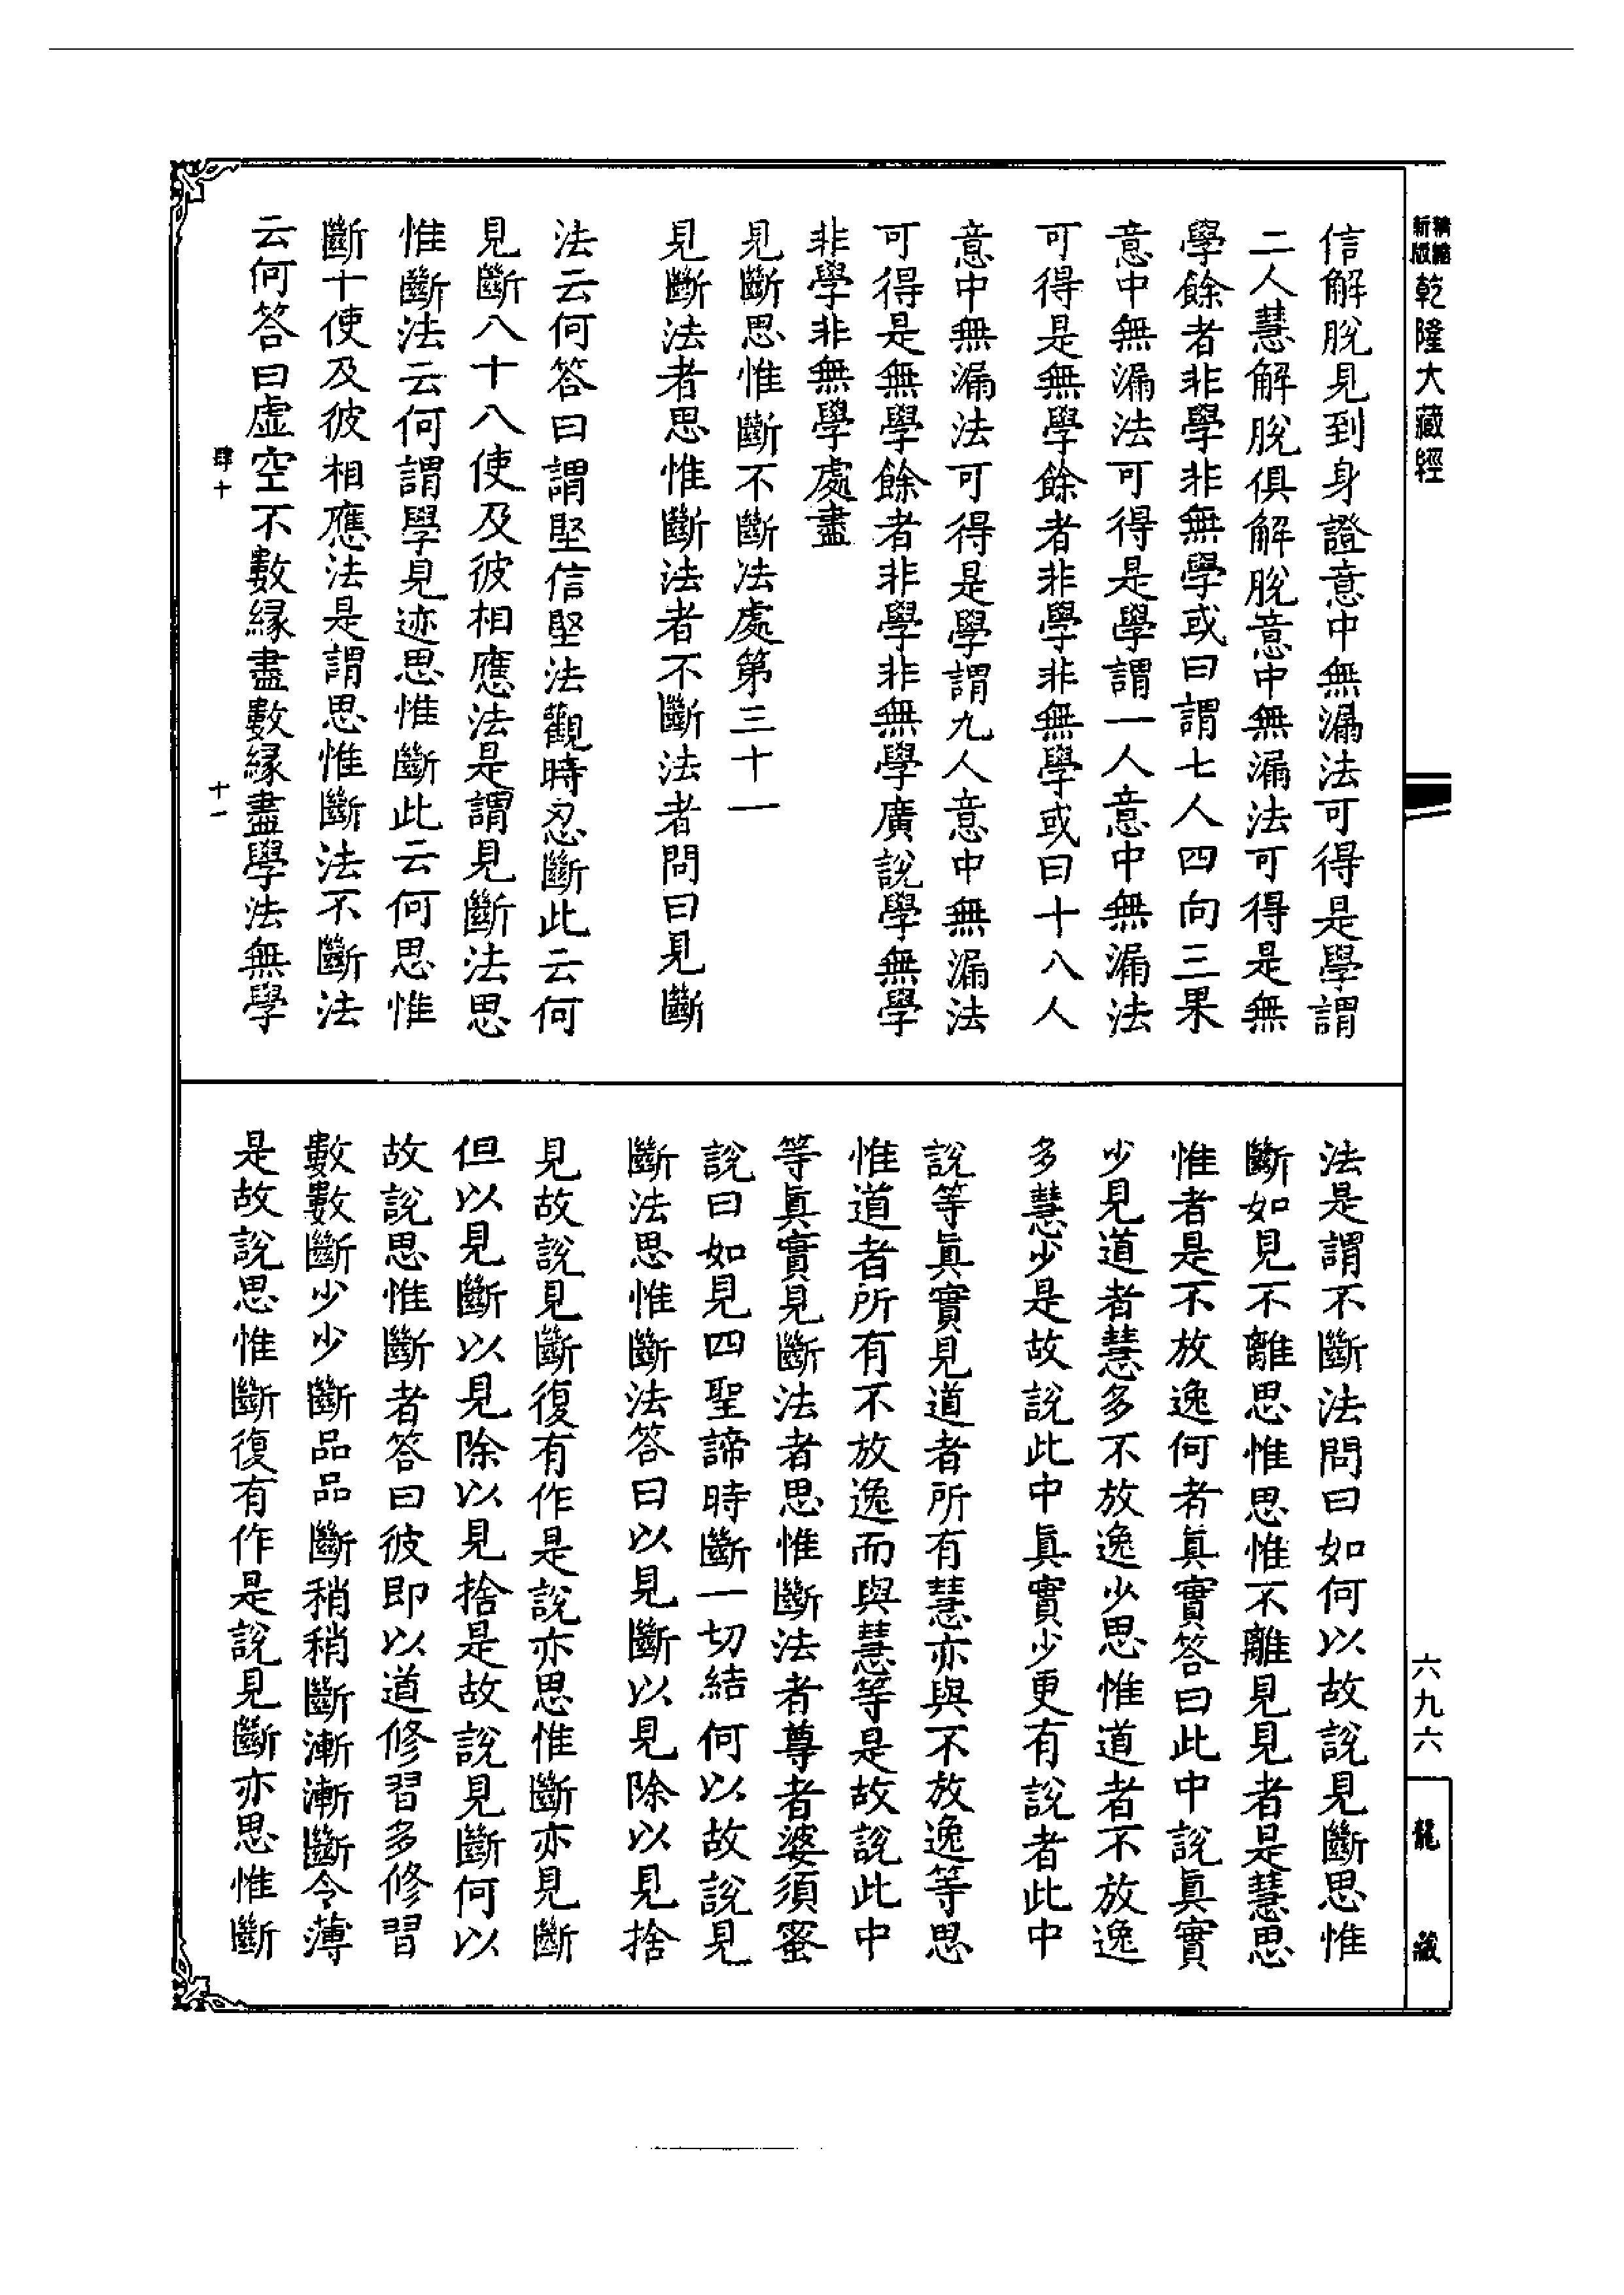 精縮
新版
乾隆大藏經
信解脫見到身證意中無漏法可得是學謂
二人慧解脫俱解脫意中無漏法可得是無
學餘者非學非無學或曰謂七人四向三果
意中無漏法可得是學謂一人意中無漏法
可得是無學餘者非學非無學或曰十八人
意中無漏法可得是學謂九人意中無漏法
可得是無學餘者非學非無學廣說學無學
非學非無學處盡
見斷思惟斷不斷法處第三十一
見斷法者思惟斷法者不斷法者問曰見斷
法云何答曰謂堅信堅法觀時忍斷此云何
見斷八十八使及彼相應法是謂見斷法思
惟斷法云何謂學見迹思惟斷此云何思惟
斷十使及彼相應法是謂思惟斷法不斷法
云何答曰虛空不數緣盡數緣盡學法無學
肆十
十一
法是謂不斷法問曰如何以故說見斷思惟
斷如見不離思惟思惟不離見見者是慧思
惟者是不放逸何者真實答曰此中說真實
少見道者慧多不放逸少思惟道者不放逸
多慧少是故說此中真實少更有說者此中
說等真實見道者所有慧亦與不放逸等思
惟道者所有不放逸而與慧等是故說此中
等真實見斷法者思惟斷法者尊者婆須蜜
說曰如見四聖諦時斷一切結何以故說見
斷法思惟斷法答曰以見斷以見除以見捨
見故說見斷復有作是說亦思惟斷亦見斷
但以見斷以見除以見捨是故說見斷何以
故說思惟斷者答曰彼即以道修習多修習
數數斷少少斷品品斷稍稍斷漸漸斷令薄
是故說思惟斷復有作是說見斷亦思惟斷
六九六
龍藏